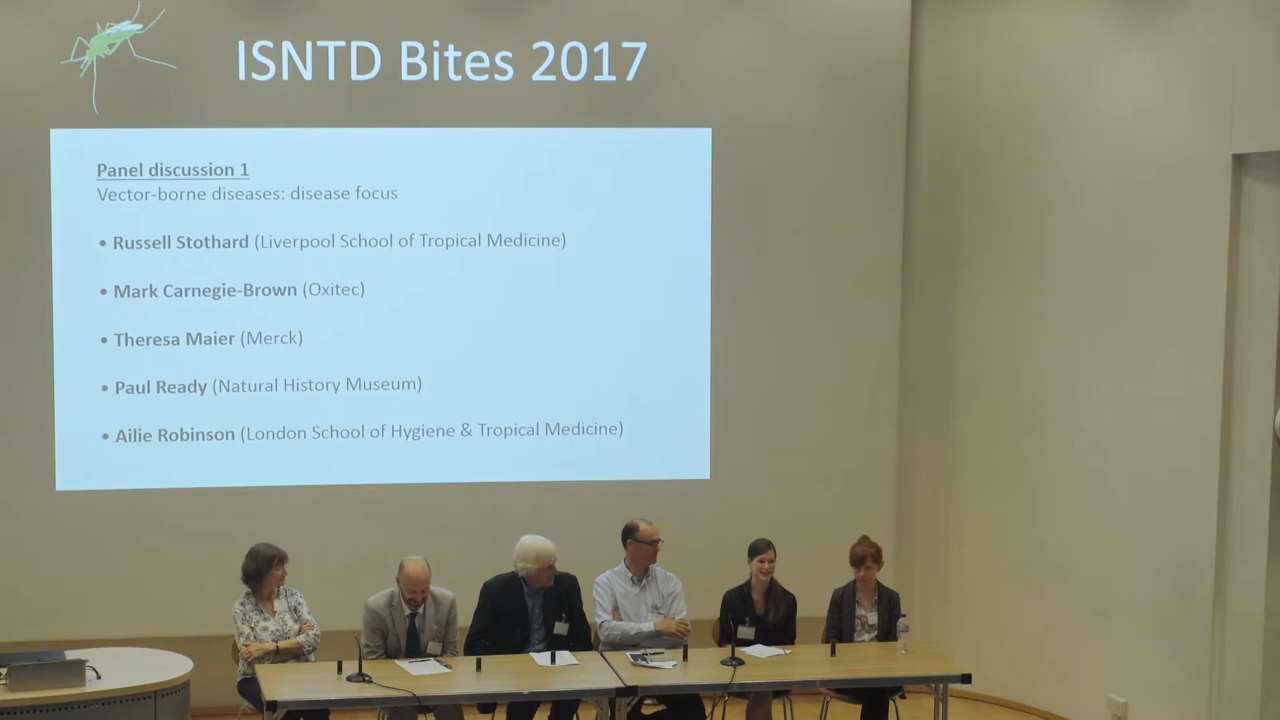 ISNTD Bites 2017
Panel discussion 1
Vector-borne diseases: disease focus
• Russell Stothard (Liverpool School of Tropical Medicine)
• Mark Carnegie-Brown (Oxitec)
• Theresa Maier (Merck)
• Paul Ready (Natural History Museum)
• Ailie Robinson (London School of Hygiene & Tropical Medicine)